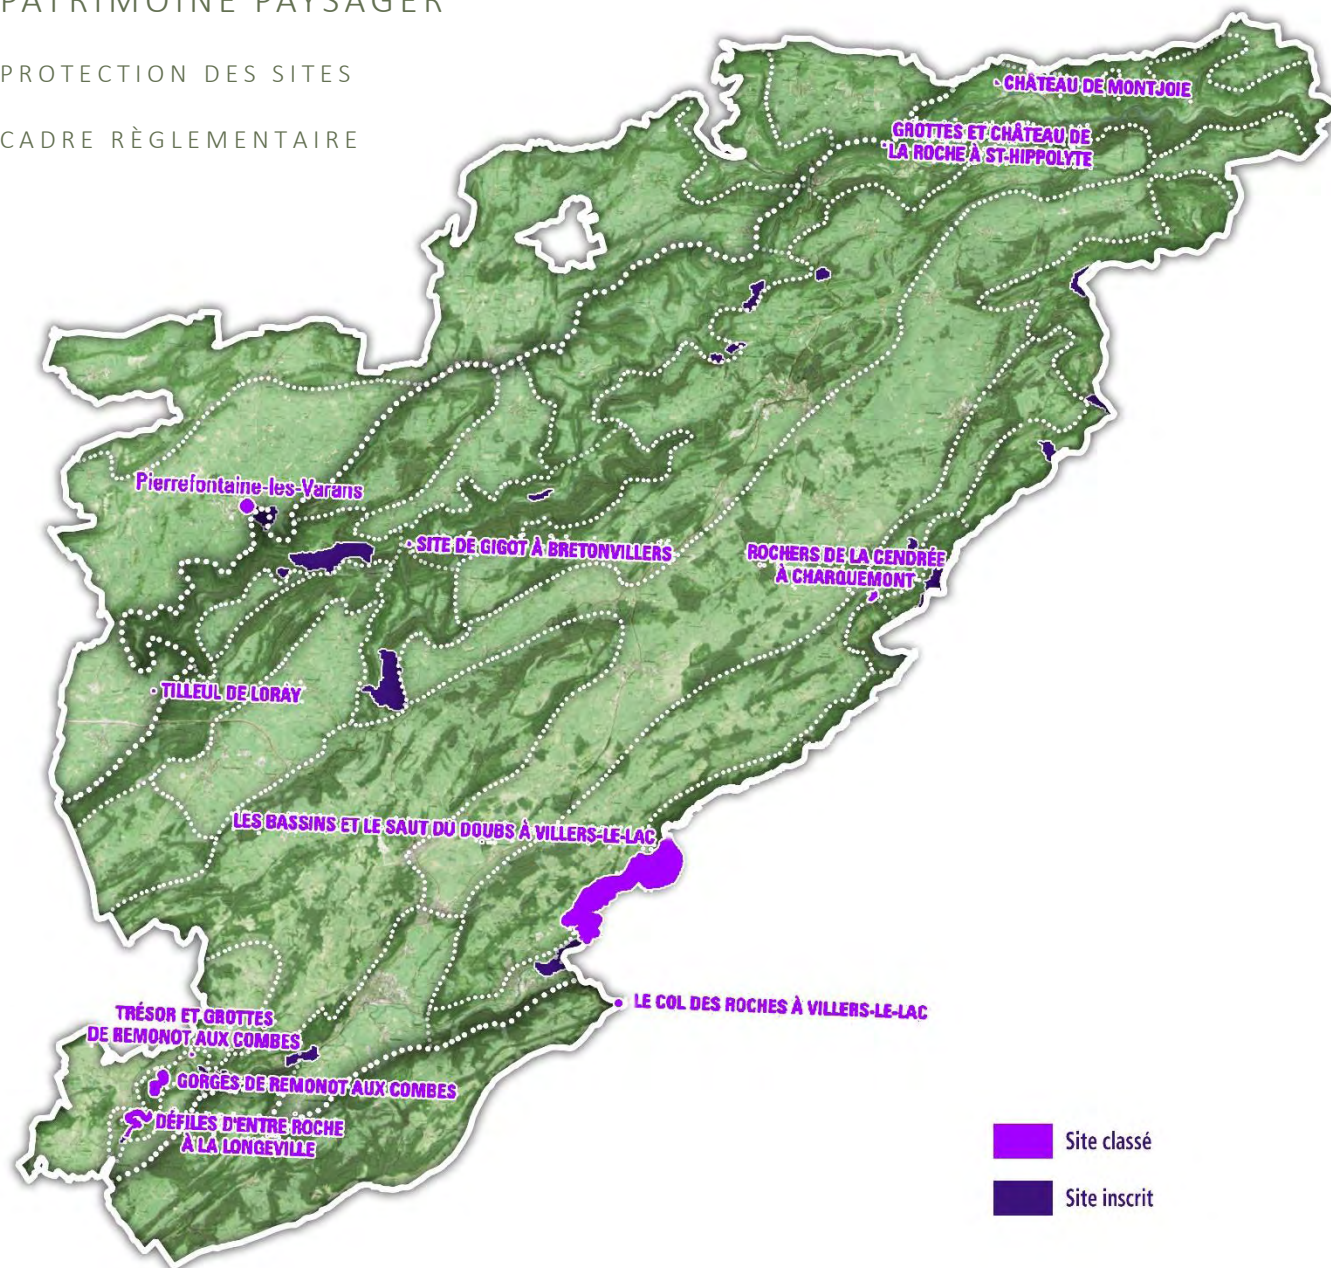 PATRIMOINE PAYSAGER
PROTECTION DES SITES
CADRE RÈGLEMENTAIRE
CHÂTEAU DE MONTJOIE
GROTTES ET CHÂTEAU DE
LA ROCHE À ST-HIPPOLYTE
Pierrefontaine-les-Varans
SITE DE GIGOT À BRETONVILLERS
ROCHERS DE LA CENDRÉE
À CHARQUEMONT
TILLEUL DE LORAY
LES BASSINS ET LE SAUT DU DOUBS À VILLERS-LE-LAC
LE COL DES ROCHES À VILLERS-LE-LAC
TRÉSOR ET GROTTES
DE REMONOT AUX COMBES
GORGES DE REMONOT AUX COMBES
DÉFILES D'ENTRE ROCHE
À LA LONGEVILLE
Site classé
Site inscrit